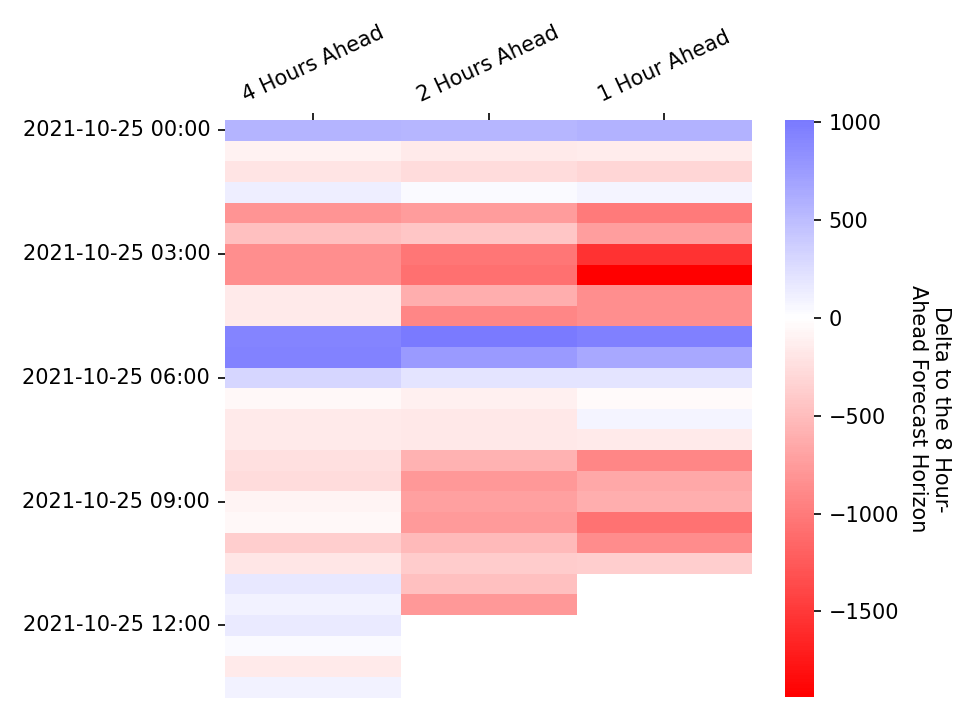 4 Hours Ahead
2 Hours Ahead
1 Hour Ahead
2021-10-25 00:00
2021-10-25 03:00
2021-10-25 06:00
2021-10-25 09:00
2021-10-25 12:00
1000
500
0
−500
−1000
−1500
Delta to the 8 Hour-
Ahead Forecast Horizon